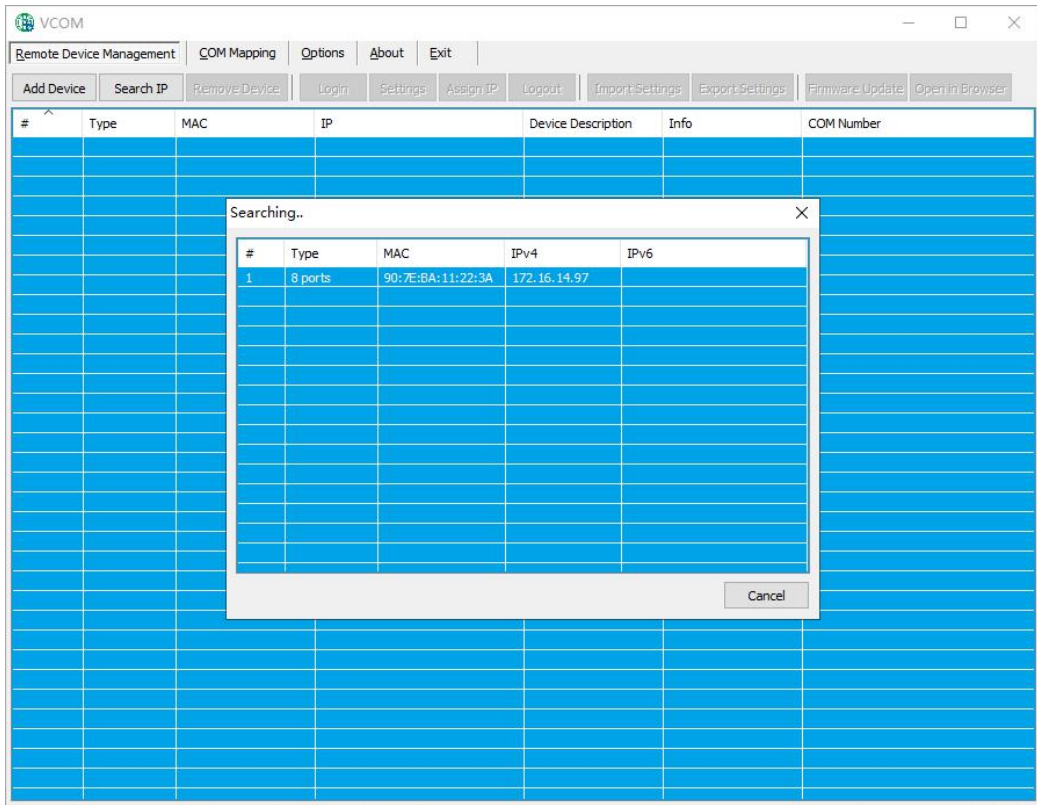 VCOM
Remote Device Management COM Mapping Options About Exit
Add Device Search IP Remove Device Login Settings Assign IP Logout Import Settings Export Settings Firmware Update Open in Browser
# Type MAC IP Device Description Info COM Number
Searching..
# Type MAC IPv4 IPv6
1 8 ports 90:7E:BA:11:22:3A 172.16.14.97
Cancel